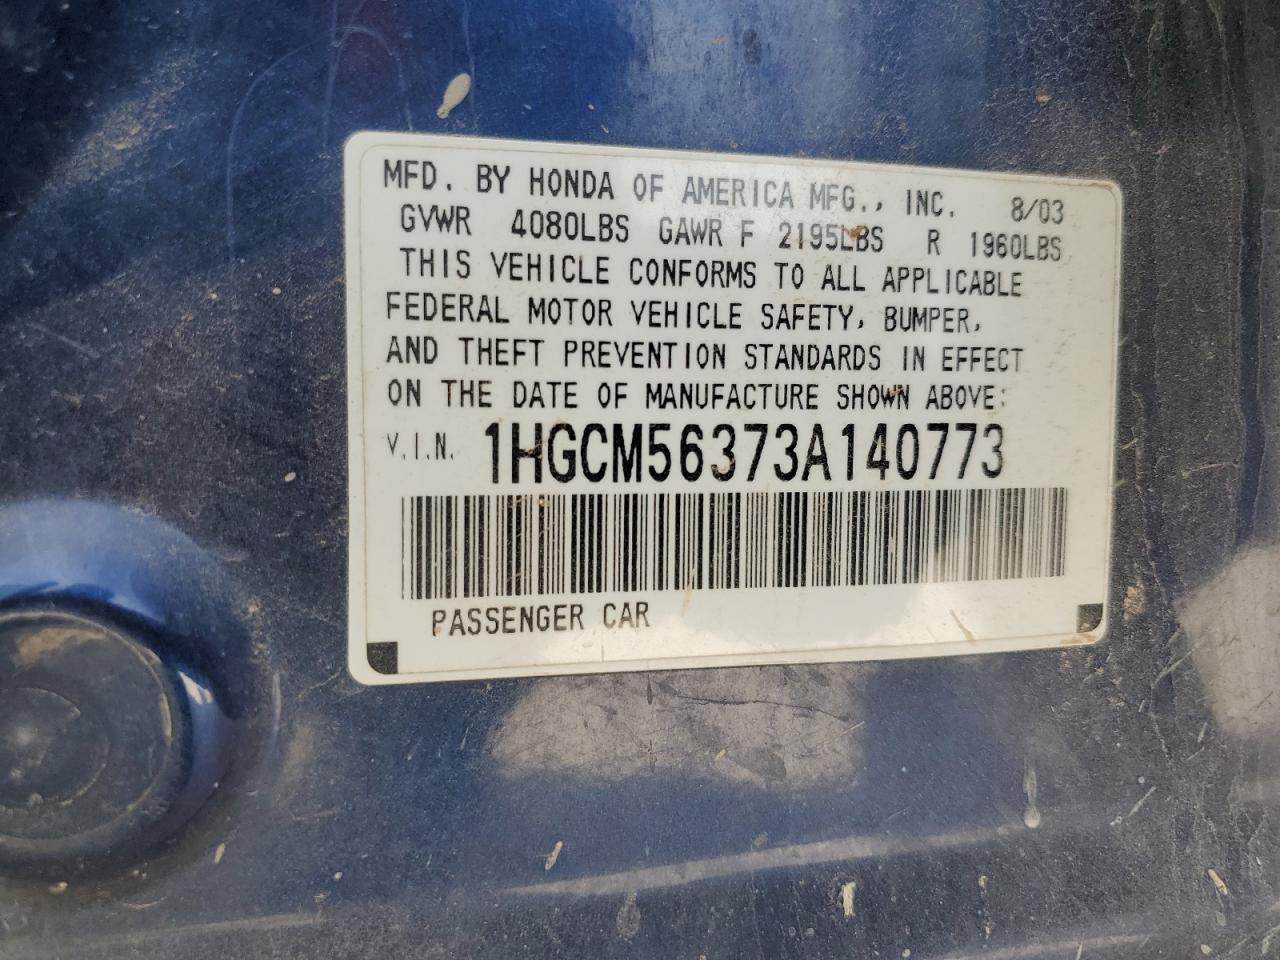 MFD. BY HONDA OF AMERICA MFG., INC. 8/03
GVWR 4080LBS GAWR F 2195LBS R 1960LBS
THIS VEHICLE CONFORMS TO ALL APPLICABLE
FEDERAL MOTOR VEHICLE SAFETY, BUMPER,
AND THEFT PREVENTION STANDARDS IN EFFECT
ON THE DATE OF MANUFACTURE SHOWN ABOVE:
V.I.N. 1HGCM56373A140773
PASSENGER CAR